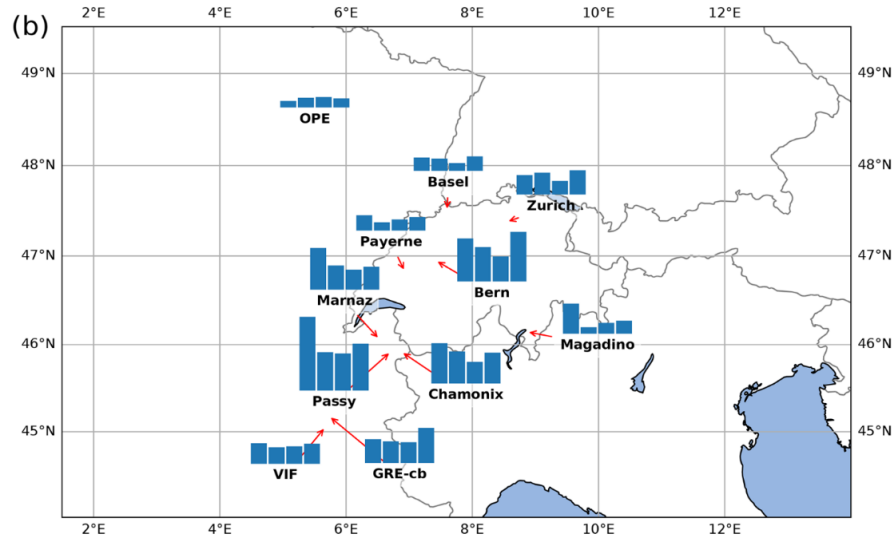 (b)
2°E 4°E 6°E 8°E 10°E 12°E
49°N 49°N
OPE
48°N 48°N
Basel
Zurich
Payerne
47°N 47°N
Bern
Marnaz
46°N 46°N
Magadino
Chamonix
Passy
45°N 45°N
VIF GRE-cb
2°E 4°E 6°E 8°E 10°E 12°E